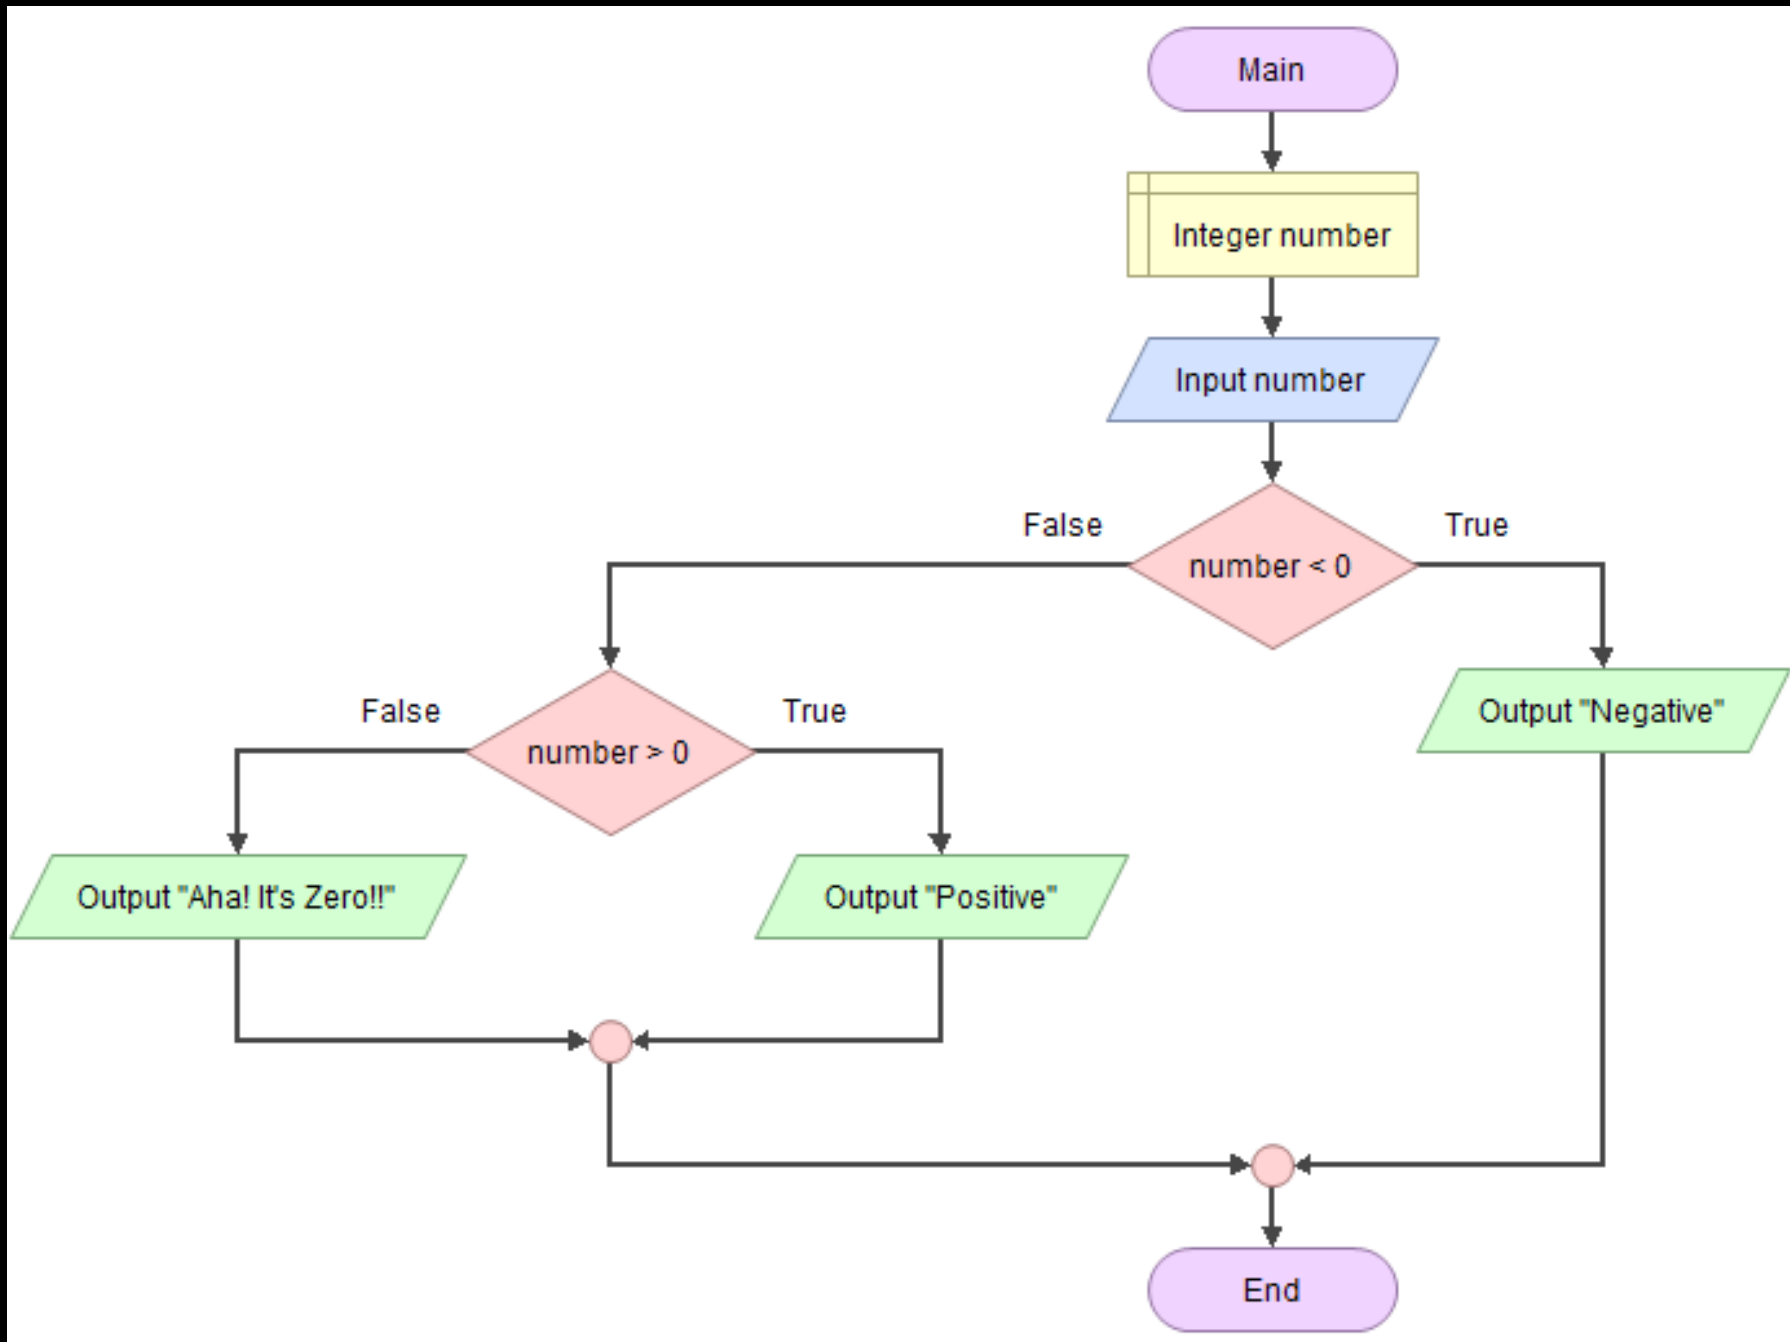 Main
Integer number
Input number
False
True
number < 0
False
True
Output "Negative"
number > 0
Output "Aha! It's Zero!!"
Output "Positive"
End